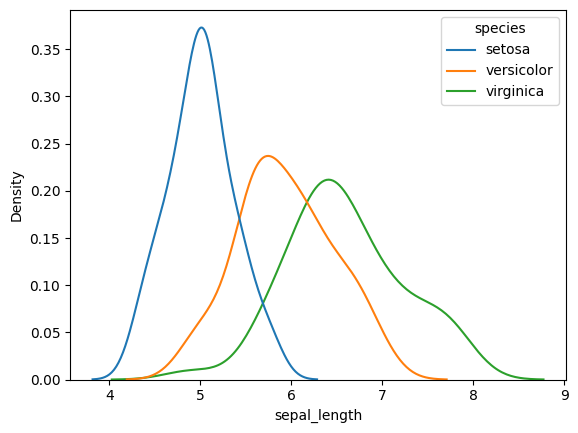 species
setosa
versicolor
virginica
0.35
0.30
0.25
0.20
0.15
0.10
0.05
0.00
Density
4 5 6 7 8 9
sepal_length